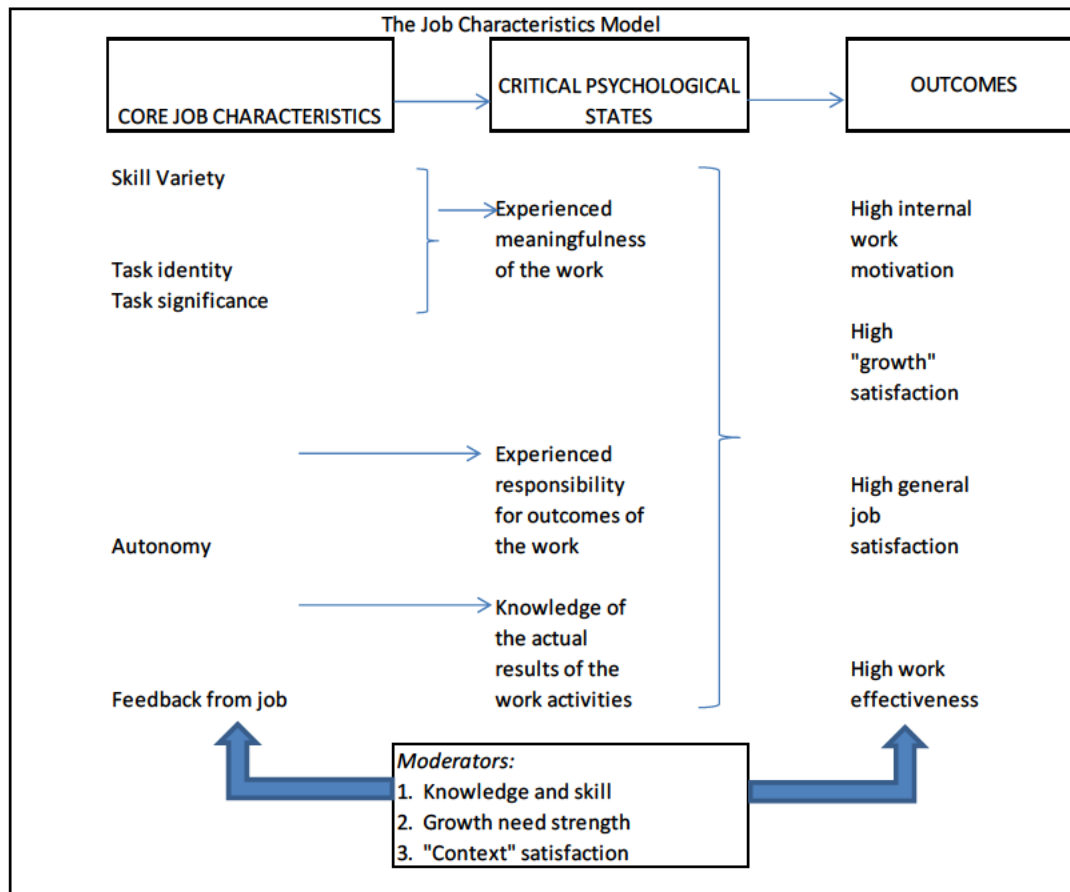 The Job Characteristics Model
CORE JOB CHARACTERISTICS
CRITICAL PSYCHOLOGICAL
STATES
OUTCOMES
Skill Variety
Task identity
Task significance
Experienced
meaningfulness
of the work
High internal
work
motivation
High
"growth"
satisfaction
Autonomy
Experienced
responsibility
for outcomes of
the work
High general
job
satisfaction
Feedback from job
Knowledge of
the actual
results of the
work activities
High work
effectiveness
Moderators:
1. Knowledge and skill
2. Growth need strength
3. "Context" satisfaction